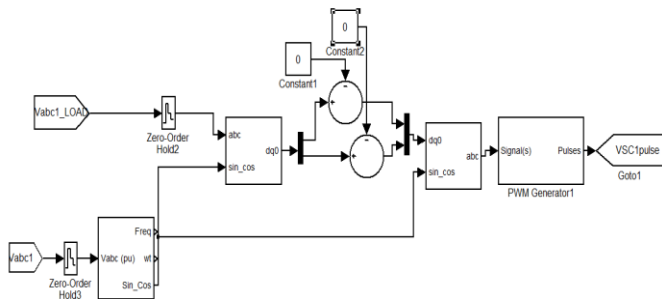 0
Constant2
0
Constant1
Vabc1_LOAD
Zero-Order
Hold2
abc
sin_cos
dq0
dq0
sin_cos
abc
Signal(s)
Pulses
PWM Generator1
VSC1pulse
Goto1
Vabc1
Zero-Order
Hold3
Vabc (pu)
Freq
wt
Sin_Cos